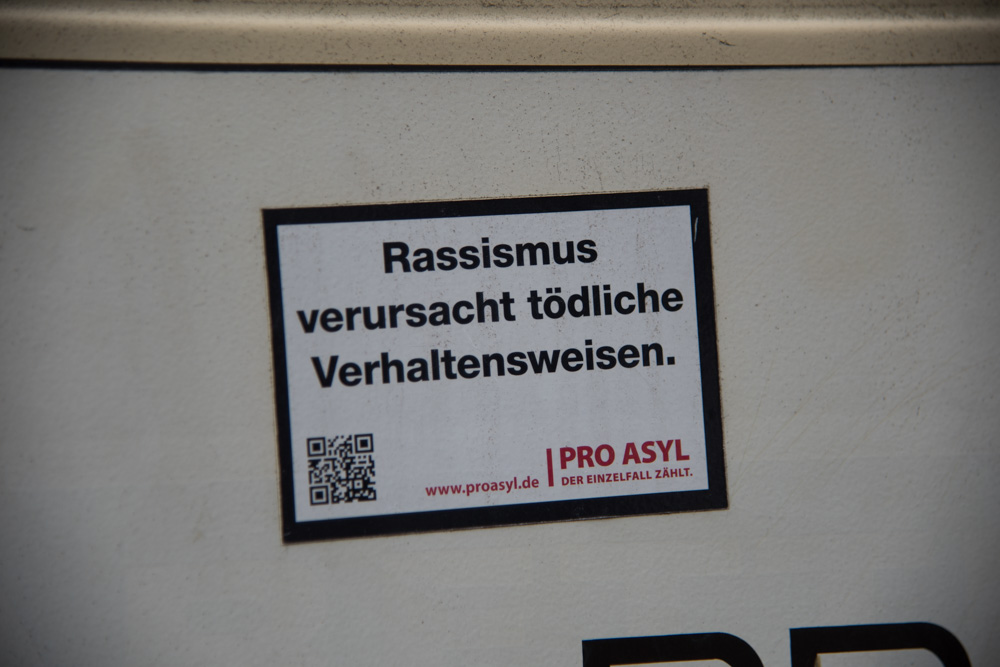 Rassismus
verursacht tödliche
Verhaltensweisen.
www.proasyl.de
PRO ASYL
DER EINZELFALL ZÄHLT.